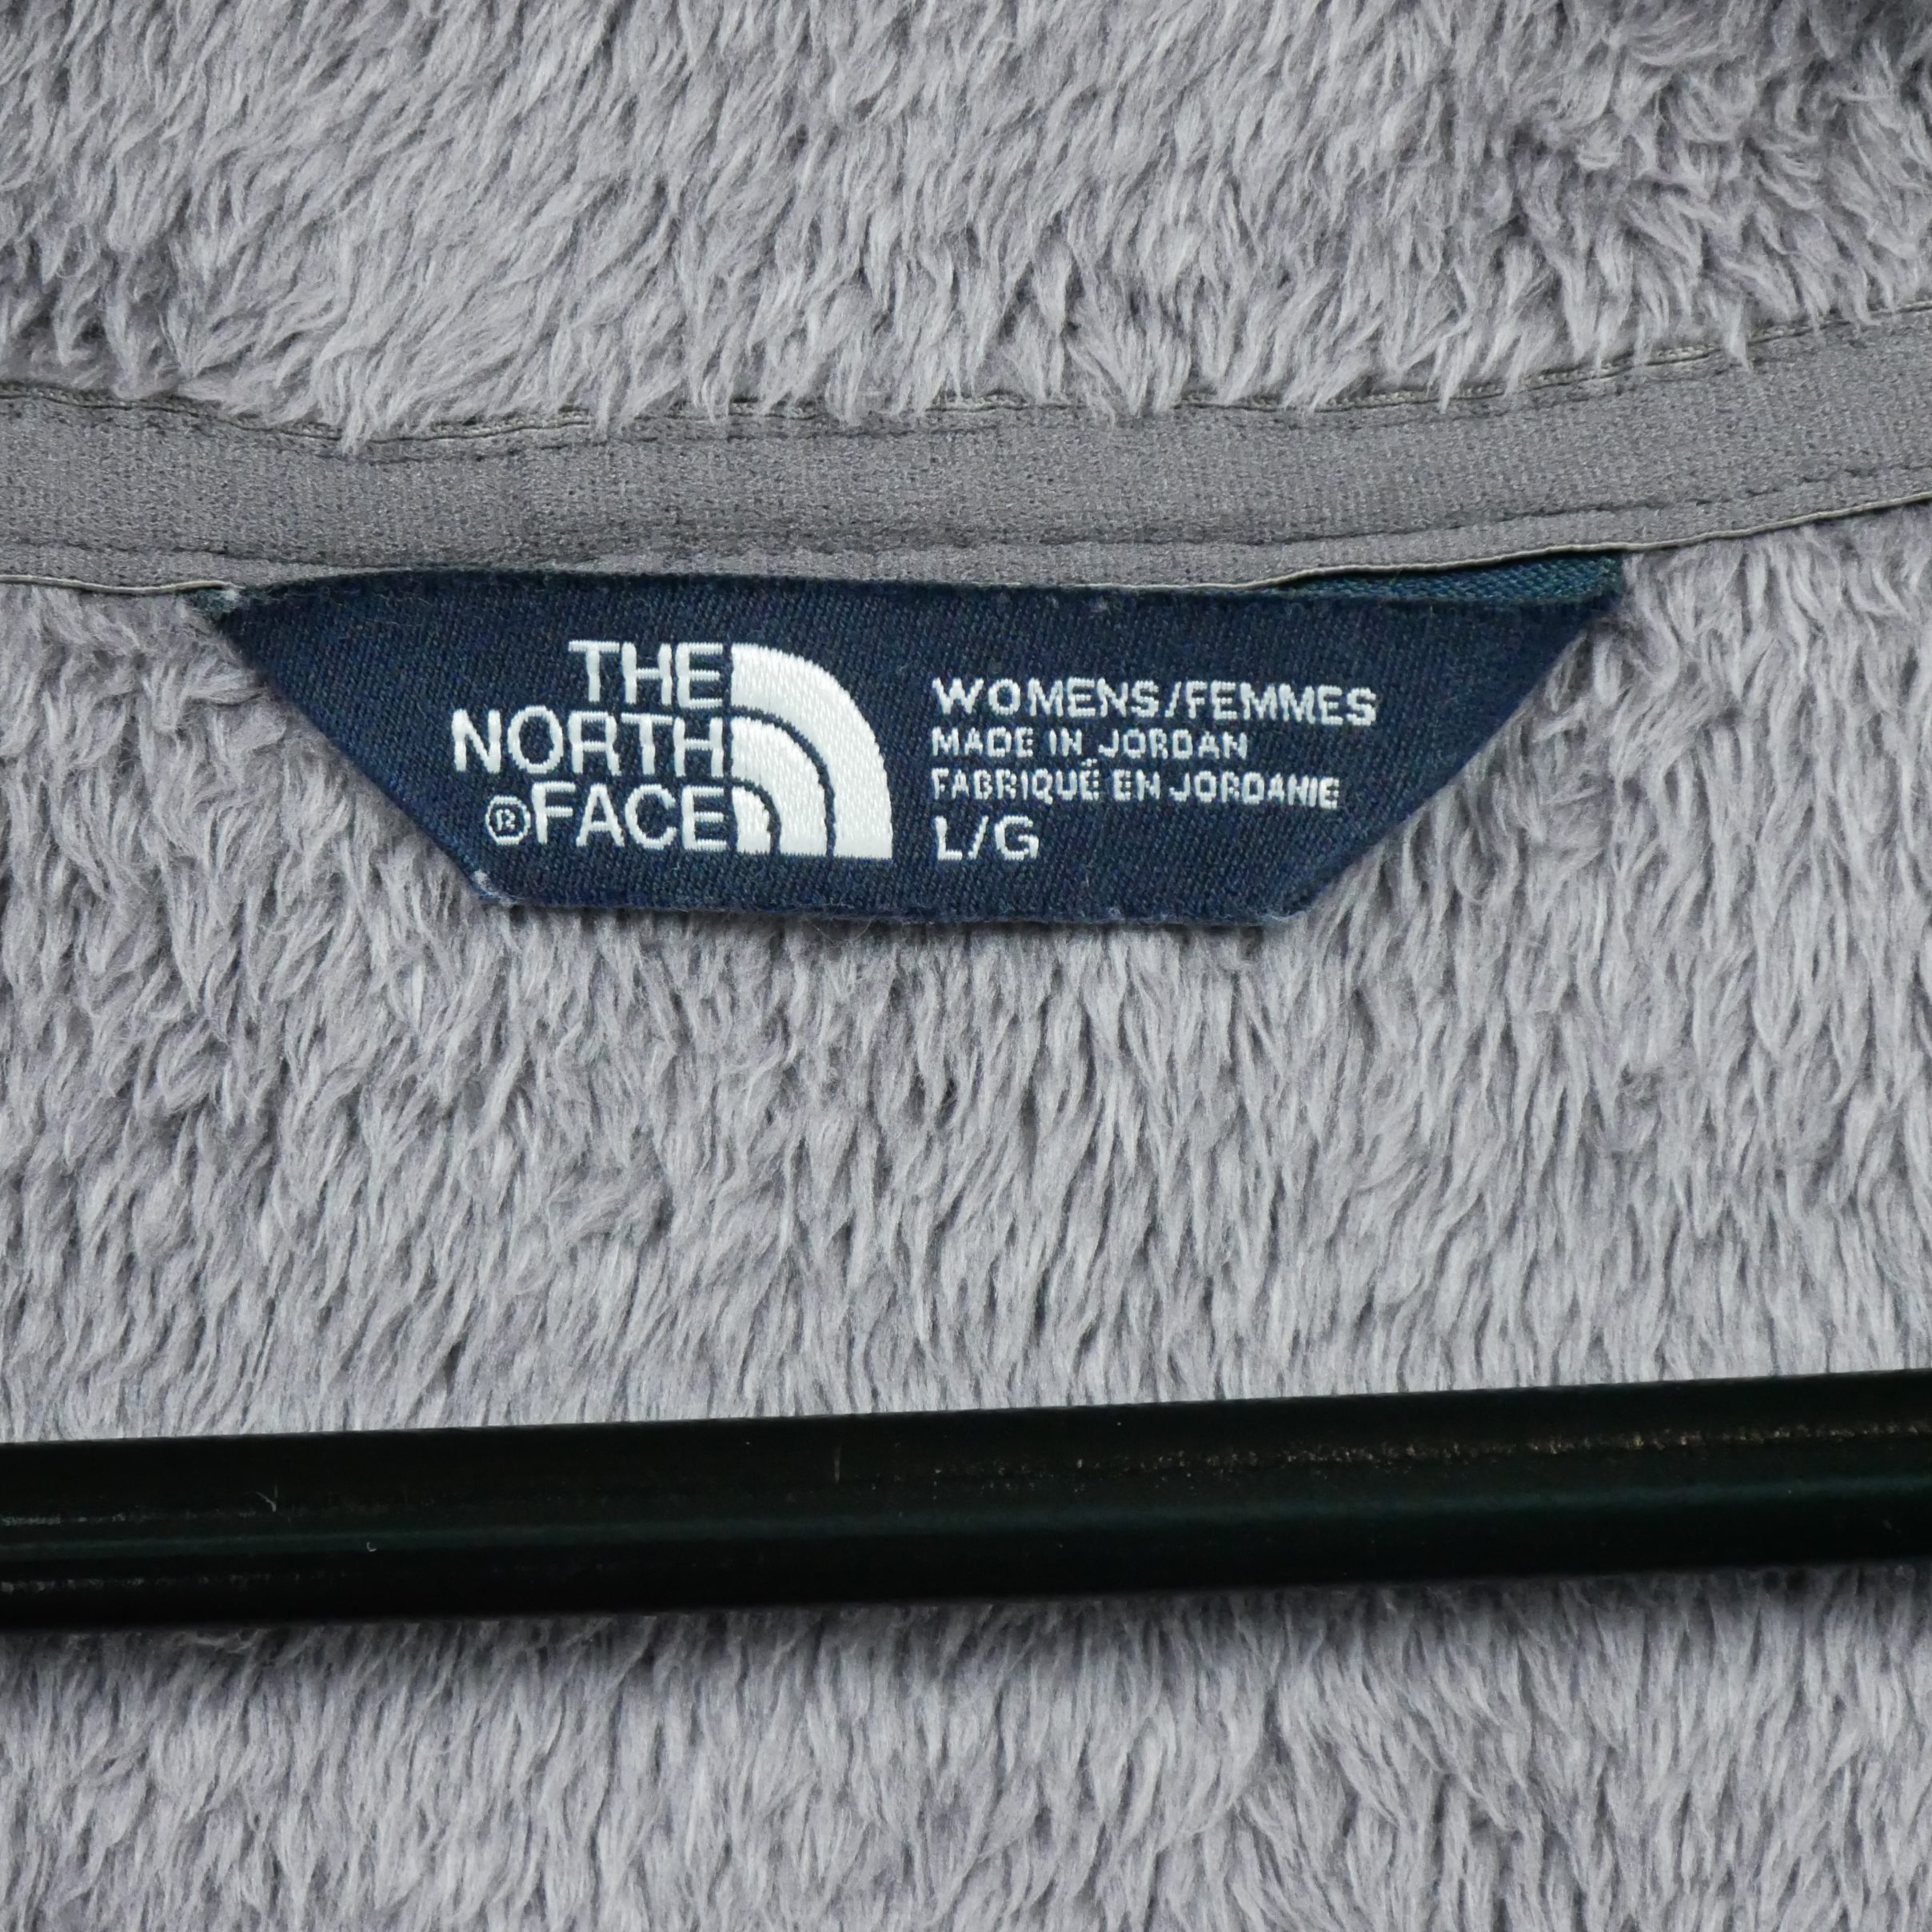 THE
NORTH
®FACE
WOMENS/FEMMES
MADE IN JORDAN
FABRIQUÉ EN JORDANIE
L/G